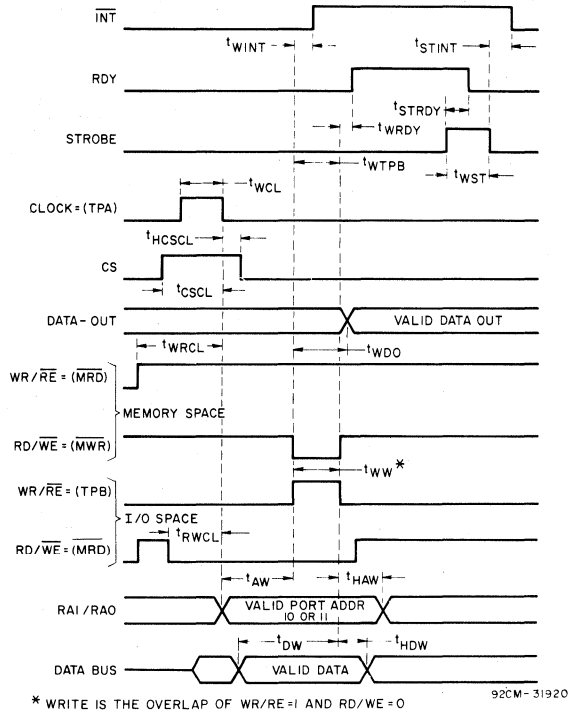 INT
tWINT
tSTINT
RDY
tSTRDY
tWRDY
STROBE
tWTPB
tWST
tWCL
CLOCK=(TPA)
tHCSCL
CS
tCSCL
DATA-OUT
VALID DATA OUT
tWRCL
tWDO
WR/RE=(MRD)
MEMORY SPACE
RD/WE=(MWR)
tWW*
WR/RE=(TPB)
I/O SPACE
tRWCL
RD/WE=(MRD)
tAW
tHAW
RA1/RA0
VALID PORT ADDR
10 OR 11
tDW
tHDW
DATA BUS
VALID DATA
* WRITE IS THE OVERLAP OF WR/RE=1 AND RD/WE=0
92CM-31920